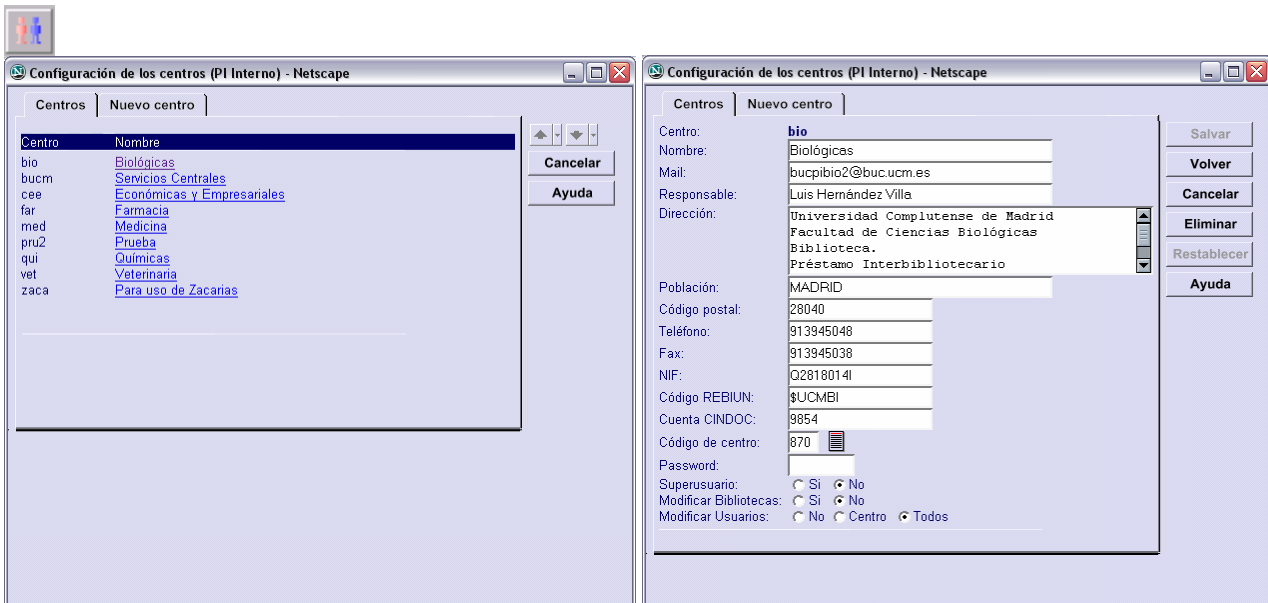 Configuración de los centros (PI Interno) - Netscape
Centros Nuevo centro
Centro Nombre
bio Biológicas
bucm Servicios Centrales
cee Económicas y Empresariales
far Farmacia
med Medicina
pru2 Prueba
qui Químicas
vet Veterinaria
zaca Para uso de Zacarias
Cancelar
Ayuda
Configuración de los centros (PI Interno) - Netscape
Centros Nuevo centro
Centro: bio
Nombre: Biológicas
Mail: bucpibio2@buc.ucm.es
Responsable: Luis Hernández Villa
Dirección: Universidad Complutense de Madrid
Facultad de Ciencias Biológicas
Biblioteca.
Préstamo Interbibliotecario
Población: MADRID
Código postal: 28040
Teléfono: 913945048
Fax: 913945038
NIF: Q2818014I
Código REBIUN: $UCMBI
Cuenta CINDOC: 9854
Código de centro: 870
Password:
Superusuario: Si No
Modificar Bibliotecas: Si No
Modificar Usuarios: No Centro Todos
Salvar
Volver
Cancelar
Eliminar
Restablecer
Ayuda